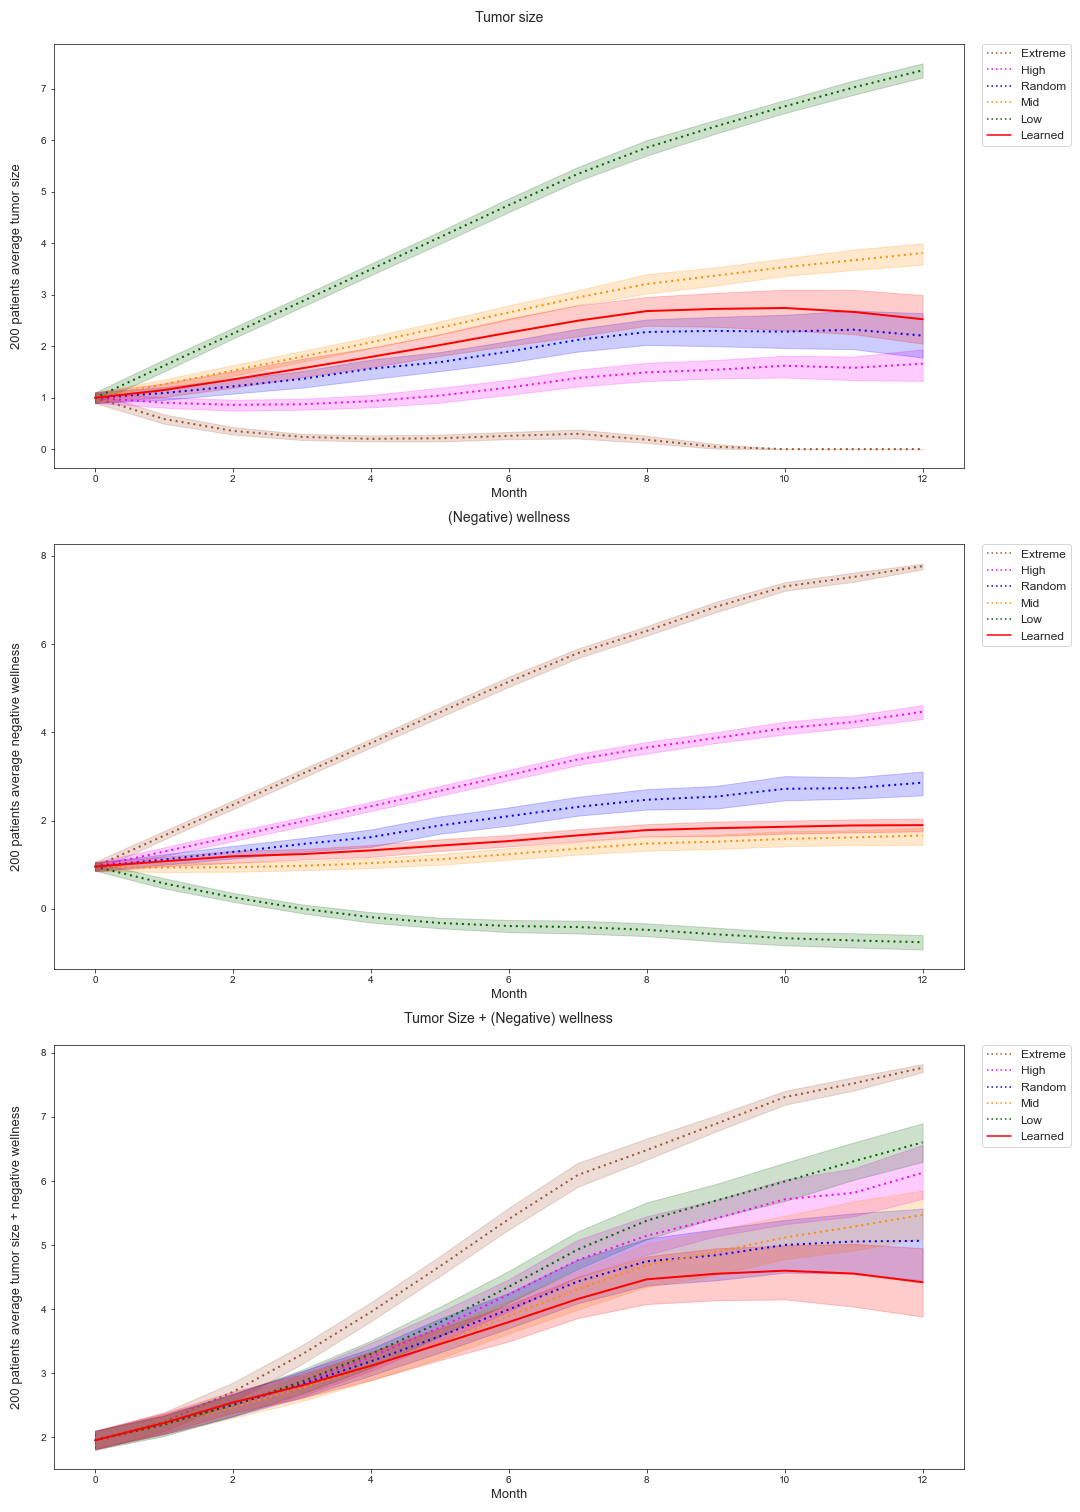 Tumor size
200 patients average tumor size
7
6
5
4
3
2
1
0
0 2 4 6 8 10 12
Month
Extreme
High
Random
Mid
Low
Learned
(Negative) wellness
200 patients average negative wellness
8
6
4
2
0
0 2 4 6 8 10 12
Month
Extreme
High
Random
Mid
Low
Learned
Tumor Size + (Negative) wellness
200 patients average tumor size + negative wellness
8
7
6
5
4
3
2
0 2 4 6 8 10 12
Month
Extreme
High
Random
Mid
Low
Learned